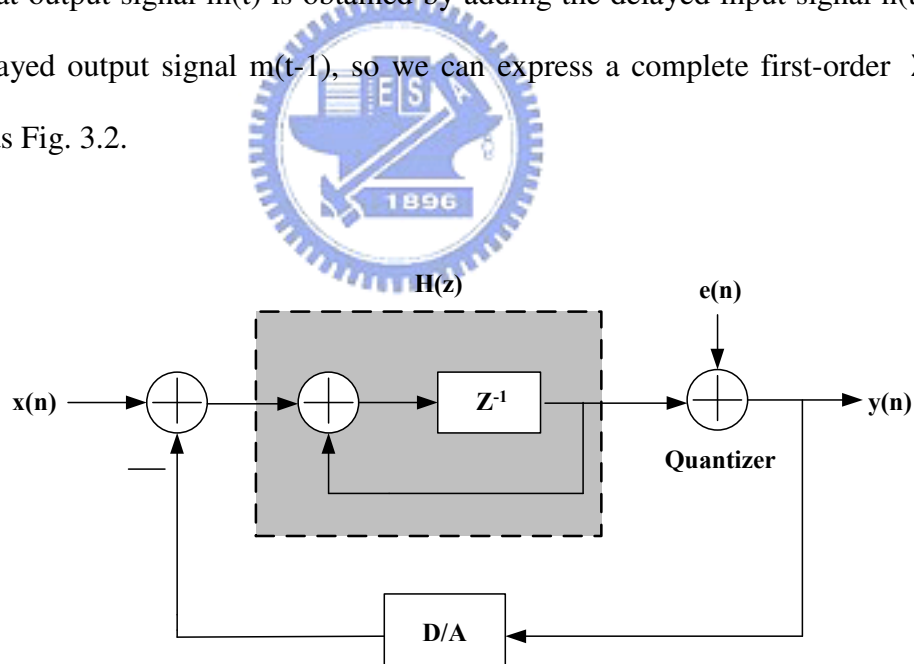 at output signal m(t) is obtained by adding the delayed input signal n(t
ayed output signal m(t-1), so we can express a complete first-order
s Fig. 3.2.
E S A
1896
H(z)
e(n)
x(n)
Z-1
y(n)
Quantizer
D/A